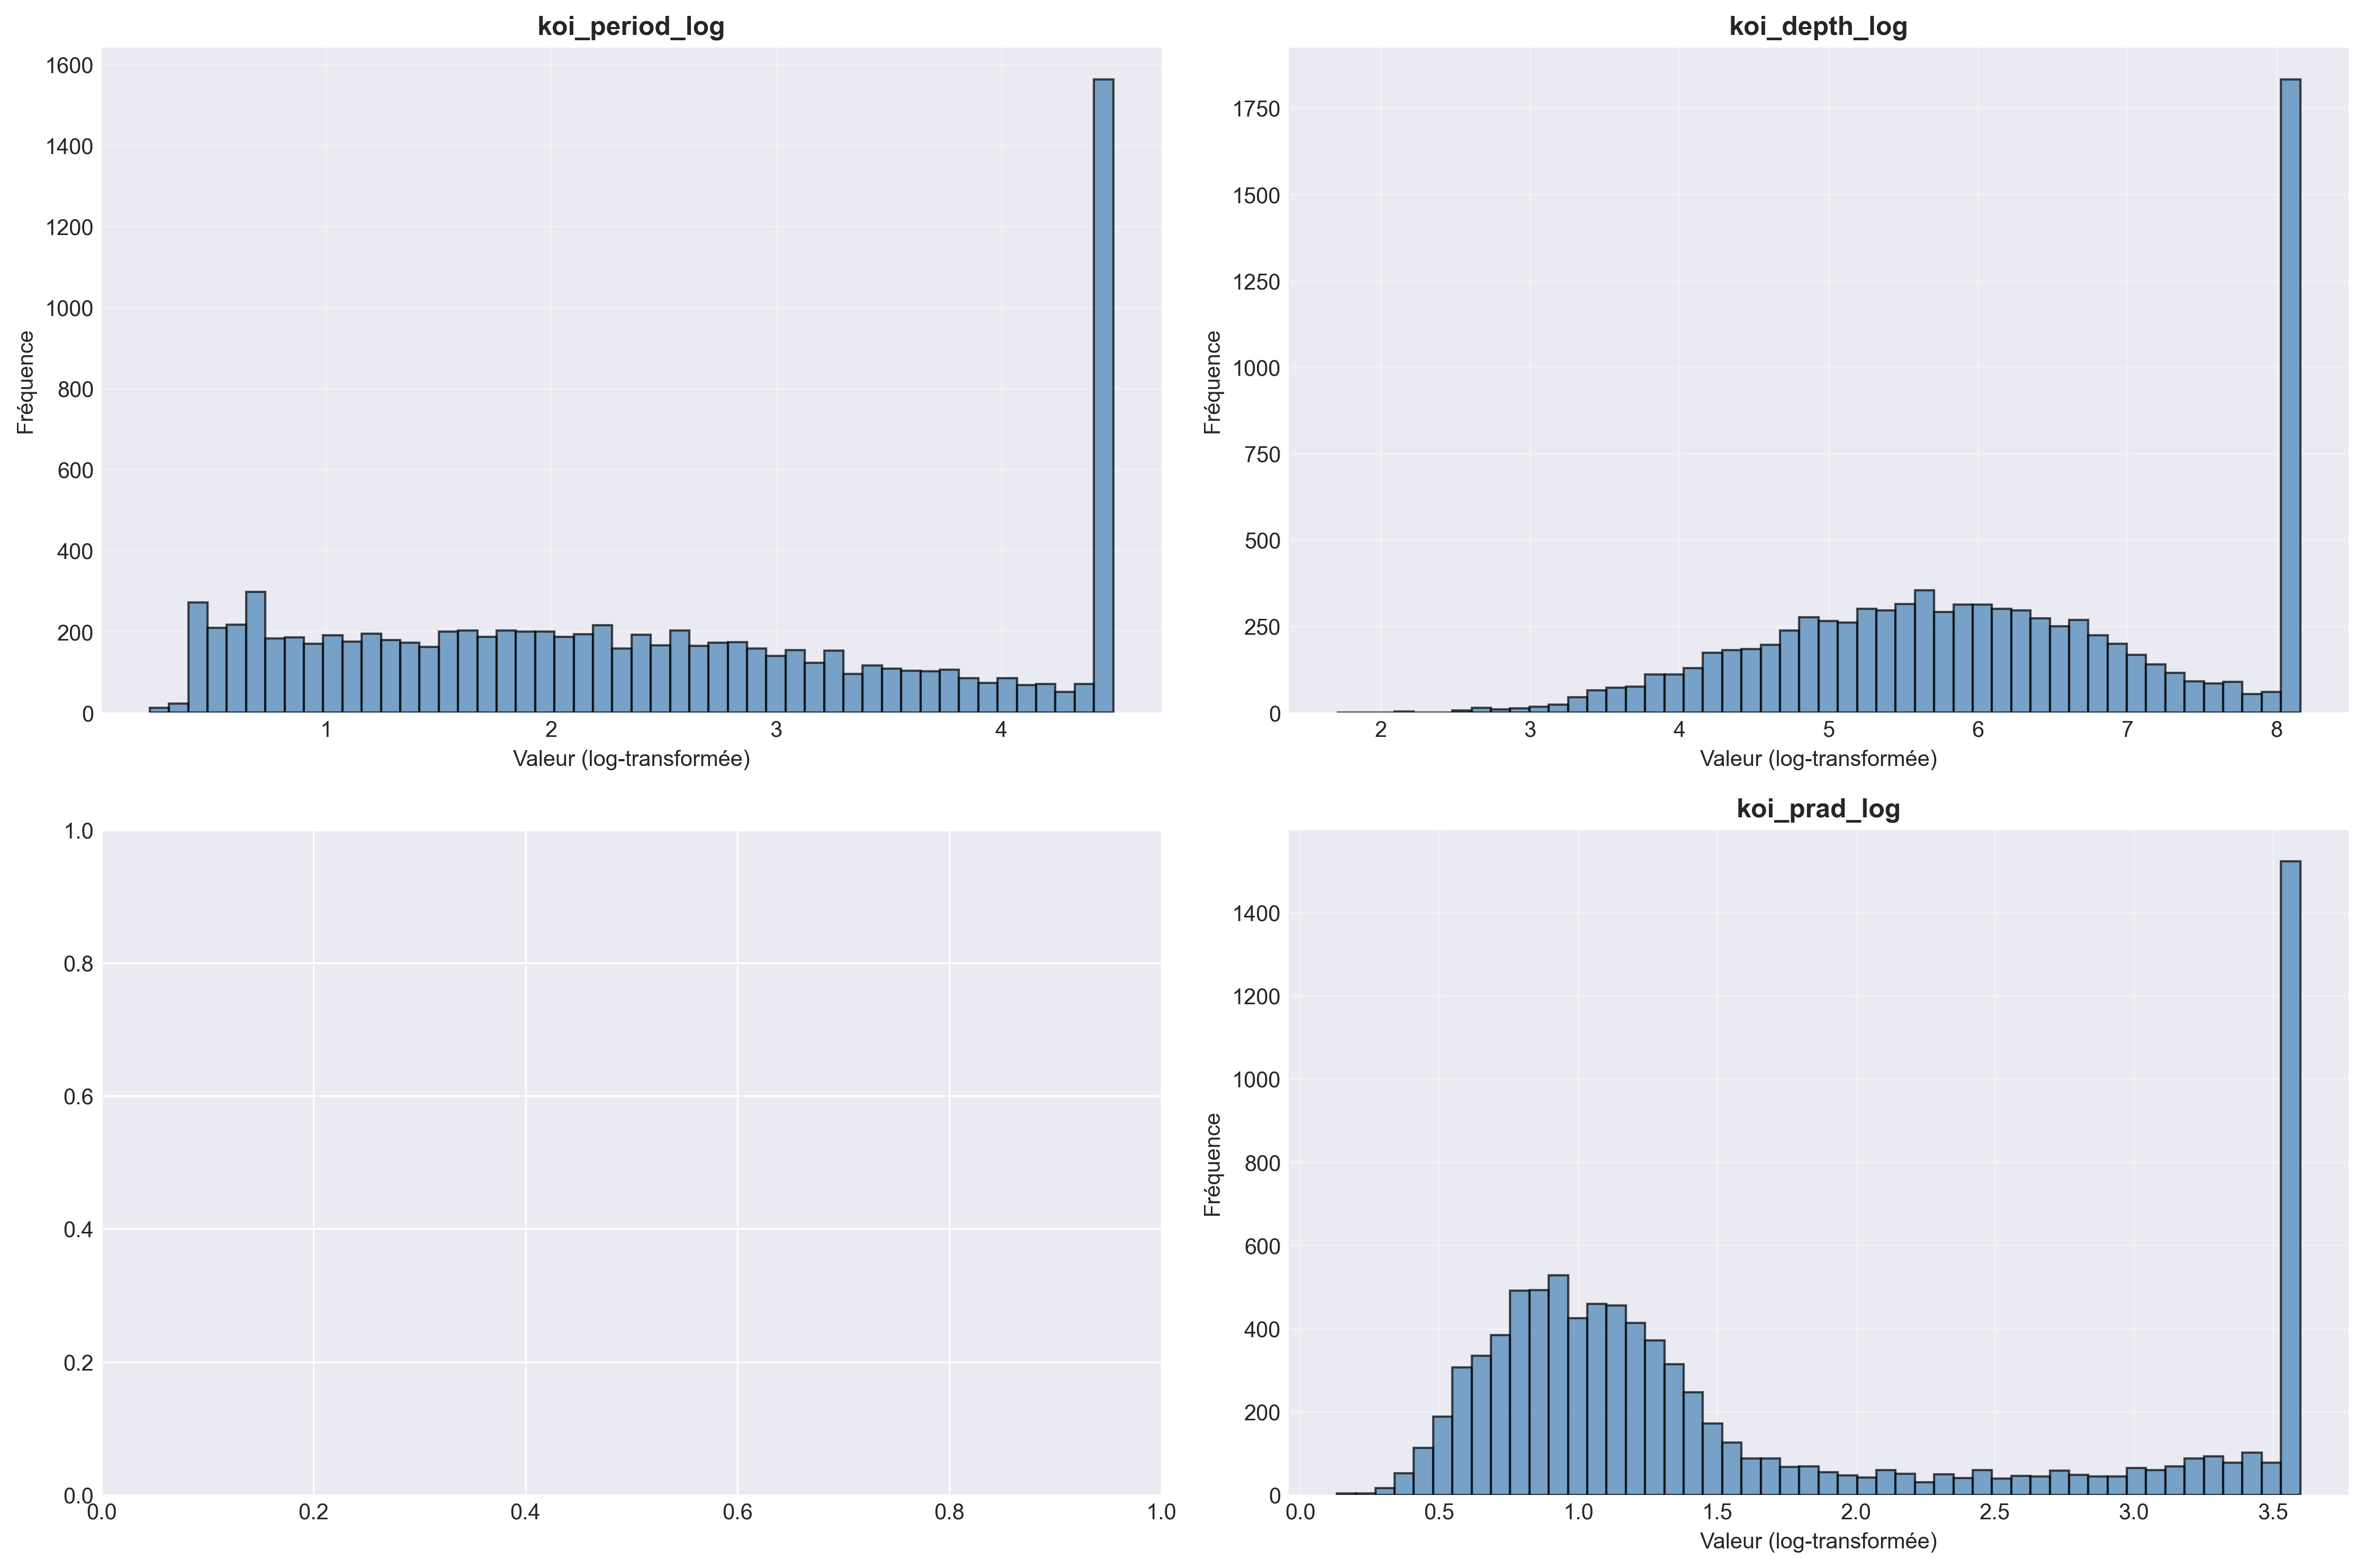 koi_period_log
1600
1400
1200
1000
800
600
400
200
0
Fréquence
1 2 3 4
Valeur (log-transformée)
koi_depth_log
1750
1500
1250
1000
750
500
250
0
Fréquence
2 3 4 5 6 7 8
Valeur (log-transformée)
1.0
0.8
0.6
0.4
0.2
0.0
0.0 0.2 0.4 0.6 0.8 1.0
koi_prad_log
1400
1200
1000
800
600
400
200
0
Fréquence
0.0 0.5 1.0 1.5 2.0 2.5 3.0 3.5
Valeur (log-transformée)